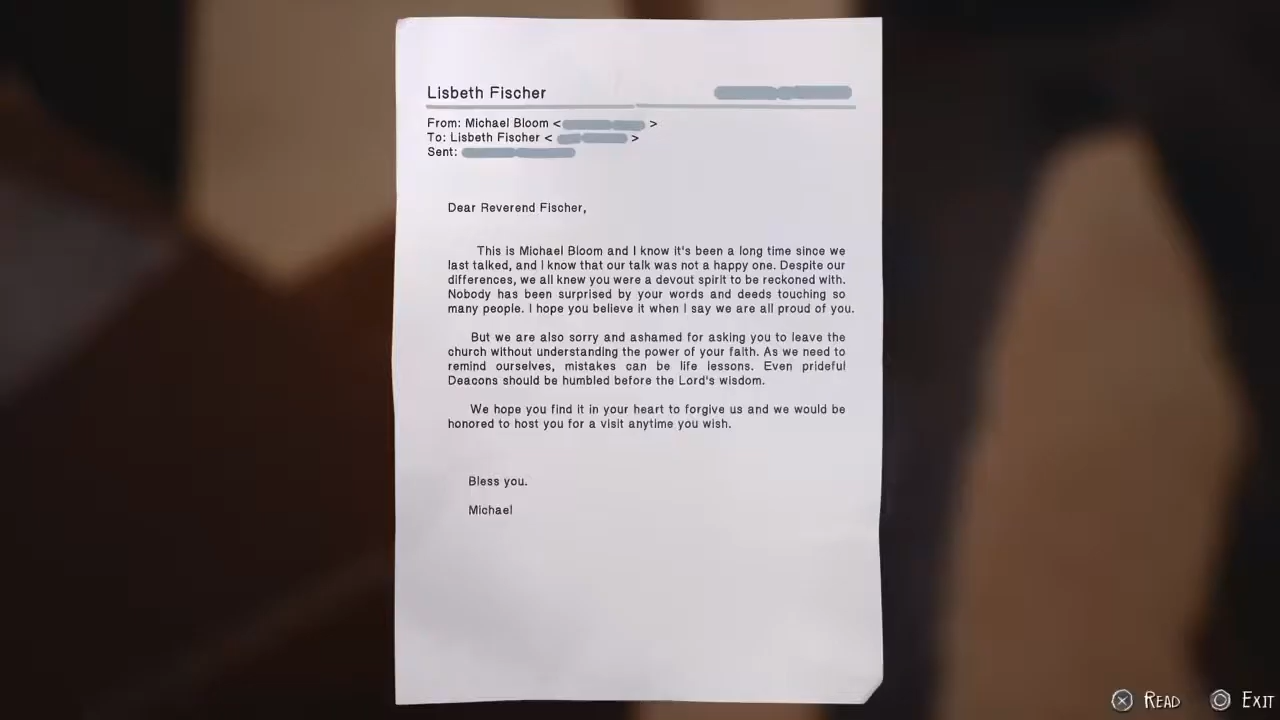 Lisbeth Fischer
From: Michael Bloom < >
To: Lisbeth Fischer < >
Sent:
Dear Reverend Fischer,
This is Michael Bloom and I know it's been a long time since we
last talked, and I know that our talk was not a happy one. Despite our
differences, we all knew you were a devout spirit to be reckoned with.
Nobody has been surprised by your words and deeds touching so
many people. I hope you believe it when I say we are all proud of you.
But we are also sorry and ashamed for asking you to leave the
church without understanding the power of your faith. As we need to
remind ourselves, mistakes can be life lessons. Even prideful
Deacons should be humbled before the Lord's wisdom.
We hope you find it in your heart to forgive us and we would be
honored to host you for a visit anytime you wish.
Bless you.
Michael
READ EXIT